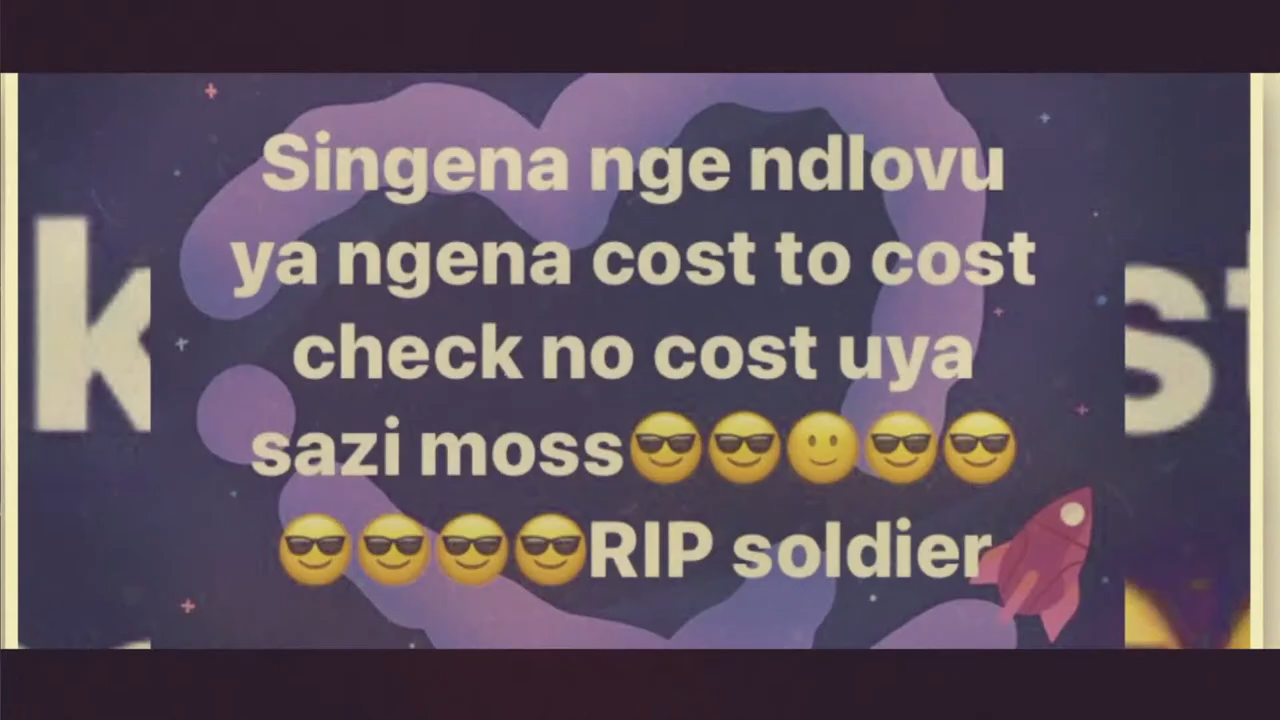 Singena nge ndlovu
ya ngena cost to cost
check no cost uya
sazi moss😎😎🙂😎😎
😎😎😎😎RIP soldier